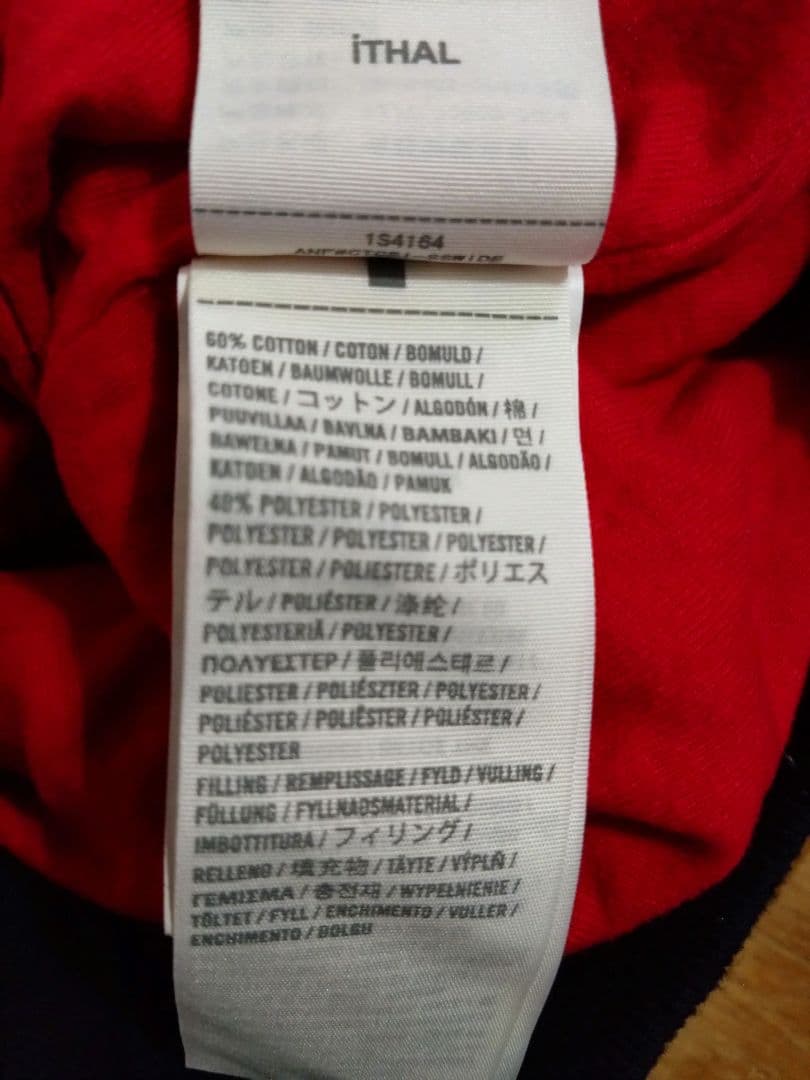 İTHAL
1S4164
60% COTTON / COTON / BOMULD /
KATOEN / BAUMWOLLE / BOMULL /
COTONE / コットン / ALGODÓN / 棉 /
PUUVILLAA / BAVLNA / BAMBAKI / 면 /
BAWEŁNA / PAMUT / BOMULL / ALGODÃO /
KATOEN / ALGODÃO / PAMUK
40% POLYESTER / POLYESTER /
POLYESTER / POLYESTER / POLYESTER /
POLYESTER / POLIESTERE / ポリエス
テル / POLIÉSTER / 涤纶 /
POLYESTERIÄ / POLYESTER /
ΠΟΛΥΕΣΤΕΡ / 폴리에스테르 /
POLIESTER / POLIÉSZTER / POLYESTER /
POLIÉSTER / POLIËSTER / POLIÉSTER /
POLYESTER
FILLING / REMPLISSAGE / FYLD / VULLING /
FÜLLUNG / FYLLNADSMATERIAL /
IMBOTTITURA / フィリング /
RELLENO / 填充物 / TÄYTE / VÝPLŇ /
ΓΕΜΙΣΜΑ / 충전재 / WYPEŁNIENIE /
TÖLTET / FYLL / ENCHIMENTO / VULLER /
ENCHIMENTO / DOLGU